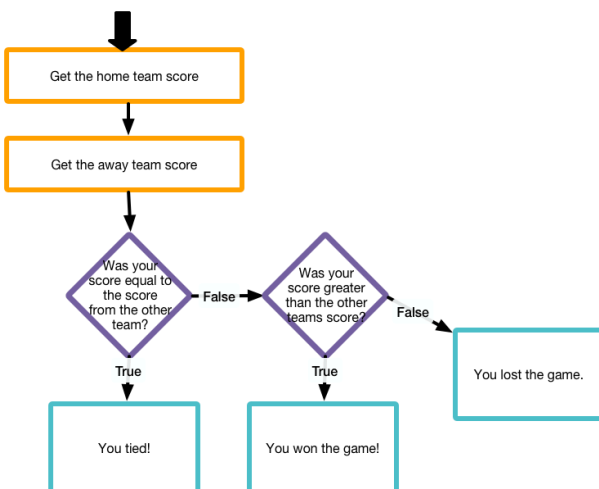 Get the home team score
Get the away team score
Was your
score equal to
the score
from the other
team?
False
Was your
score greater
than the other
teams score?
False
True
True
You lost the game.
You tied!
You won the game!